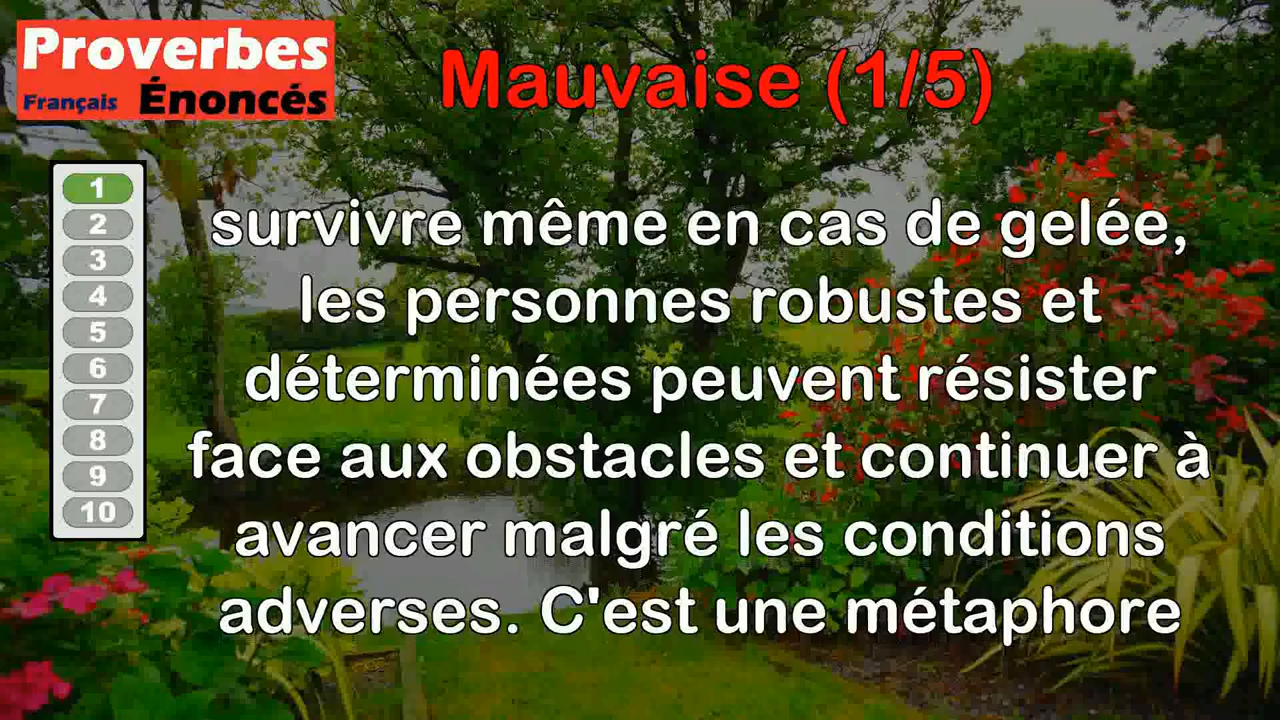 Proverbes
Français Énoncés
Mauvaise (1/5)
1
2
3
4
5
6
7
8
9
10
survivre même en cas de gelée,
les personnes robustes et
déterminées peuvent résister
face aux obstacles et continuer à
avancer malgré les conditions
adverses. C'est une métaphore